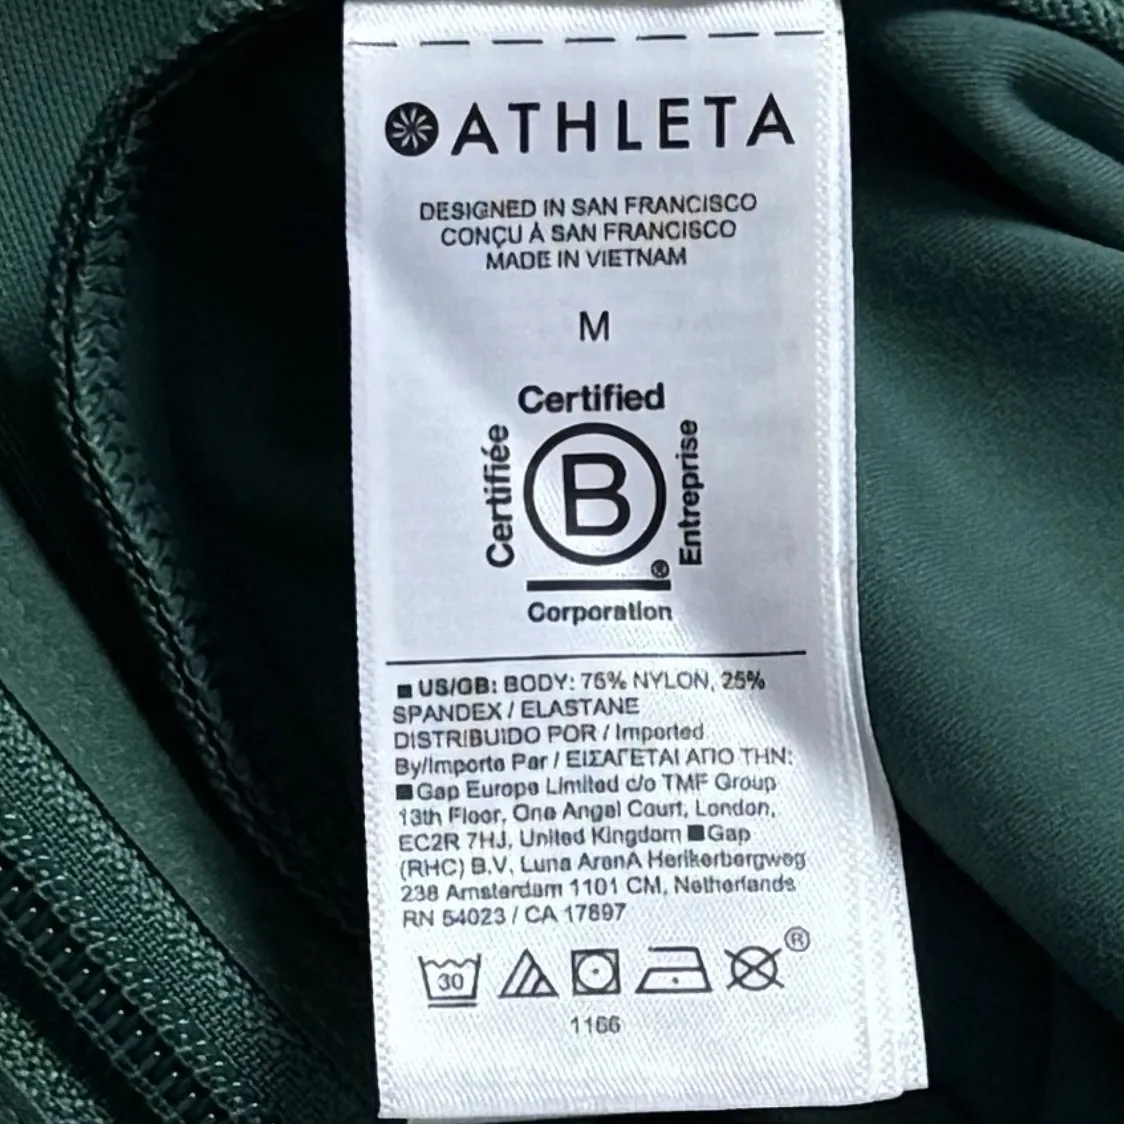 ATHLETA
DESIGNED IN SAN FRANCISCO
CONÇU À SAN FRANCISCO
MADE IN VIETNAM
M
Certified
Certifiée
B
Entreprise
®
Corporation
US/GB: BODY: 75% NYLON, 25%
SPANDEX / ELASTANE
DISTRIBUIDO POR / Imported
By/Importe Par / ΕΙΣΑΓΕΤΑΙ ΑΠΟ ΤΗΝ:
Gap Europe Limited c/o TMF Group
13th Floor, One Angel Court, London,
EC2R 7HJ, United Kingdom Gap
(RHC) B.V. Luna ArenA
238 Amsterdam 1101 CM, Netherlands
RN 54023 / CA 17897
30
®
1166